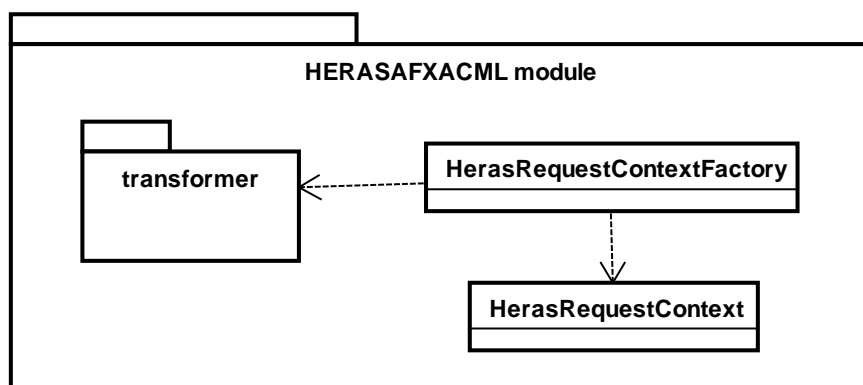 HERASAFXACML module
transformer
HerasRequestContextFactory
HerasRequestContext